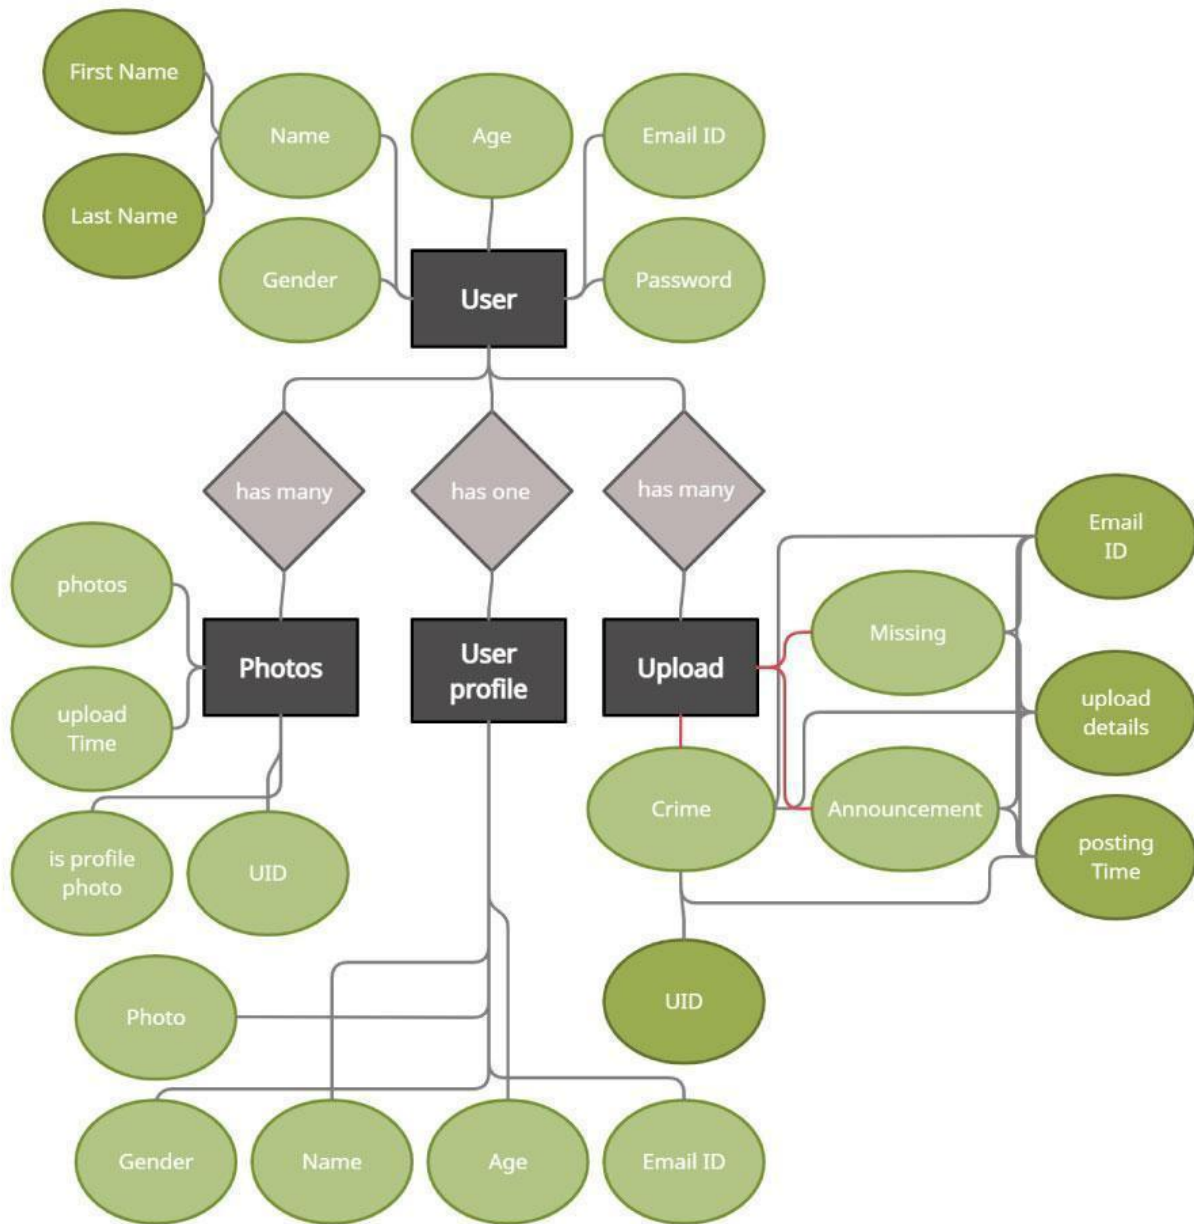 First Name
Name
Age
Email ID
Last Name
Gender
Password
User
has many
has one
has many
Email
ID
photos
Missing
Photos
User
profile
Upload
upload
Time
upload
details
Crime
Announcement
is profile
photo
UID
posting
Time
Photo
UID
Gender
Name
Age
Email ID